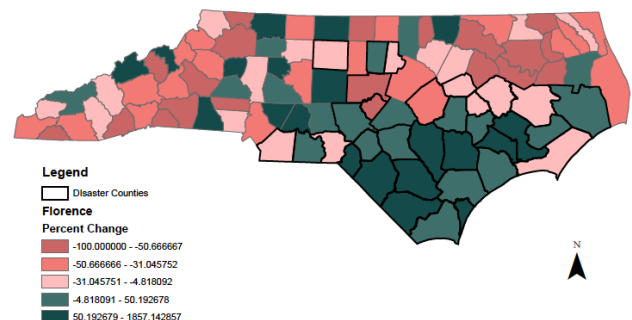 Legend
Disaster Counties
Florence
Percent Change
-100.000000 - -50.666667
-50.666666 - -31.045752
-31.045751 - -4.818092
-4.818091 - 50.192678
50.192679 - 1857.142857
N